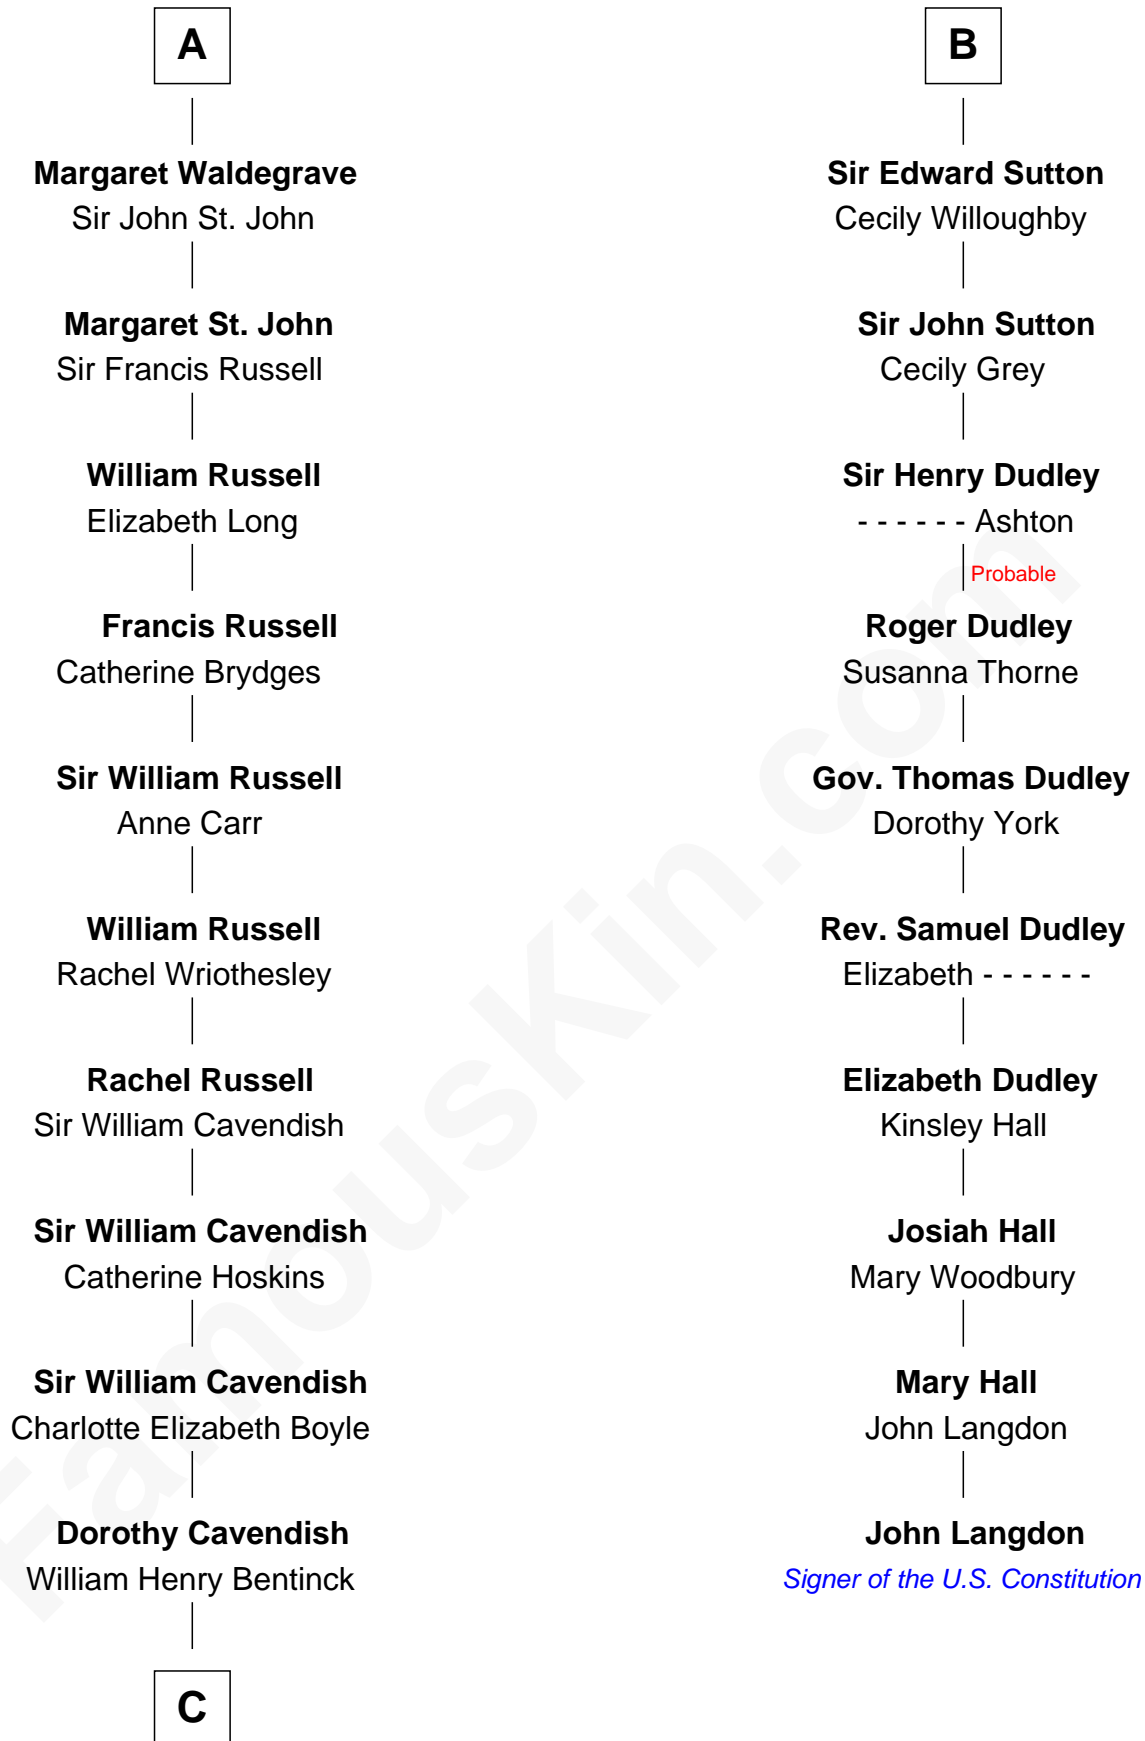 A
Margaret Waldegrave
Sir John St. John
Margaret St. John
Sir Francis Russell
William Russell
Elizabeth Long
Francis Russell
Catherine Brydges
Sir William Russell
Anne Carr
William Russell
Rachel Wriothesley
Rachel Russell
Sir William Cavendish
Sir William Cavendish
Catherine Hoskins
Sir William Cavendish
Charlotte Elizabeth Boyle
Dorothy Cavendish
William Henry Bentinck
C
B
Sir Edward Sutton
Cecily Willoughby
Sir John Sutton
Cecily Grey
Sir Henry Dudley
- - - - - - Ashton
Probable
Roger Dudley
Susanna Thorne
Gov. Thomas Dudley
Dorothy York
Rev. Samuel Dudley
Elizabeth - - - - - -
Elizabeth Dudley
Kinsley Hall
Josiah Hall
Mary Woodbury
Mary Hall
John Langdon
John Langdon
Signer of the U.S. Constitution
FamousKin.com